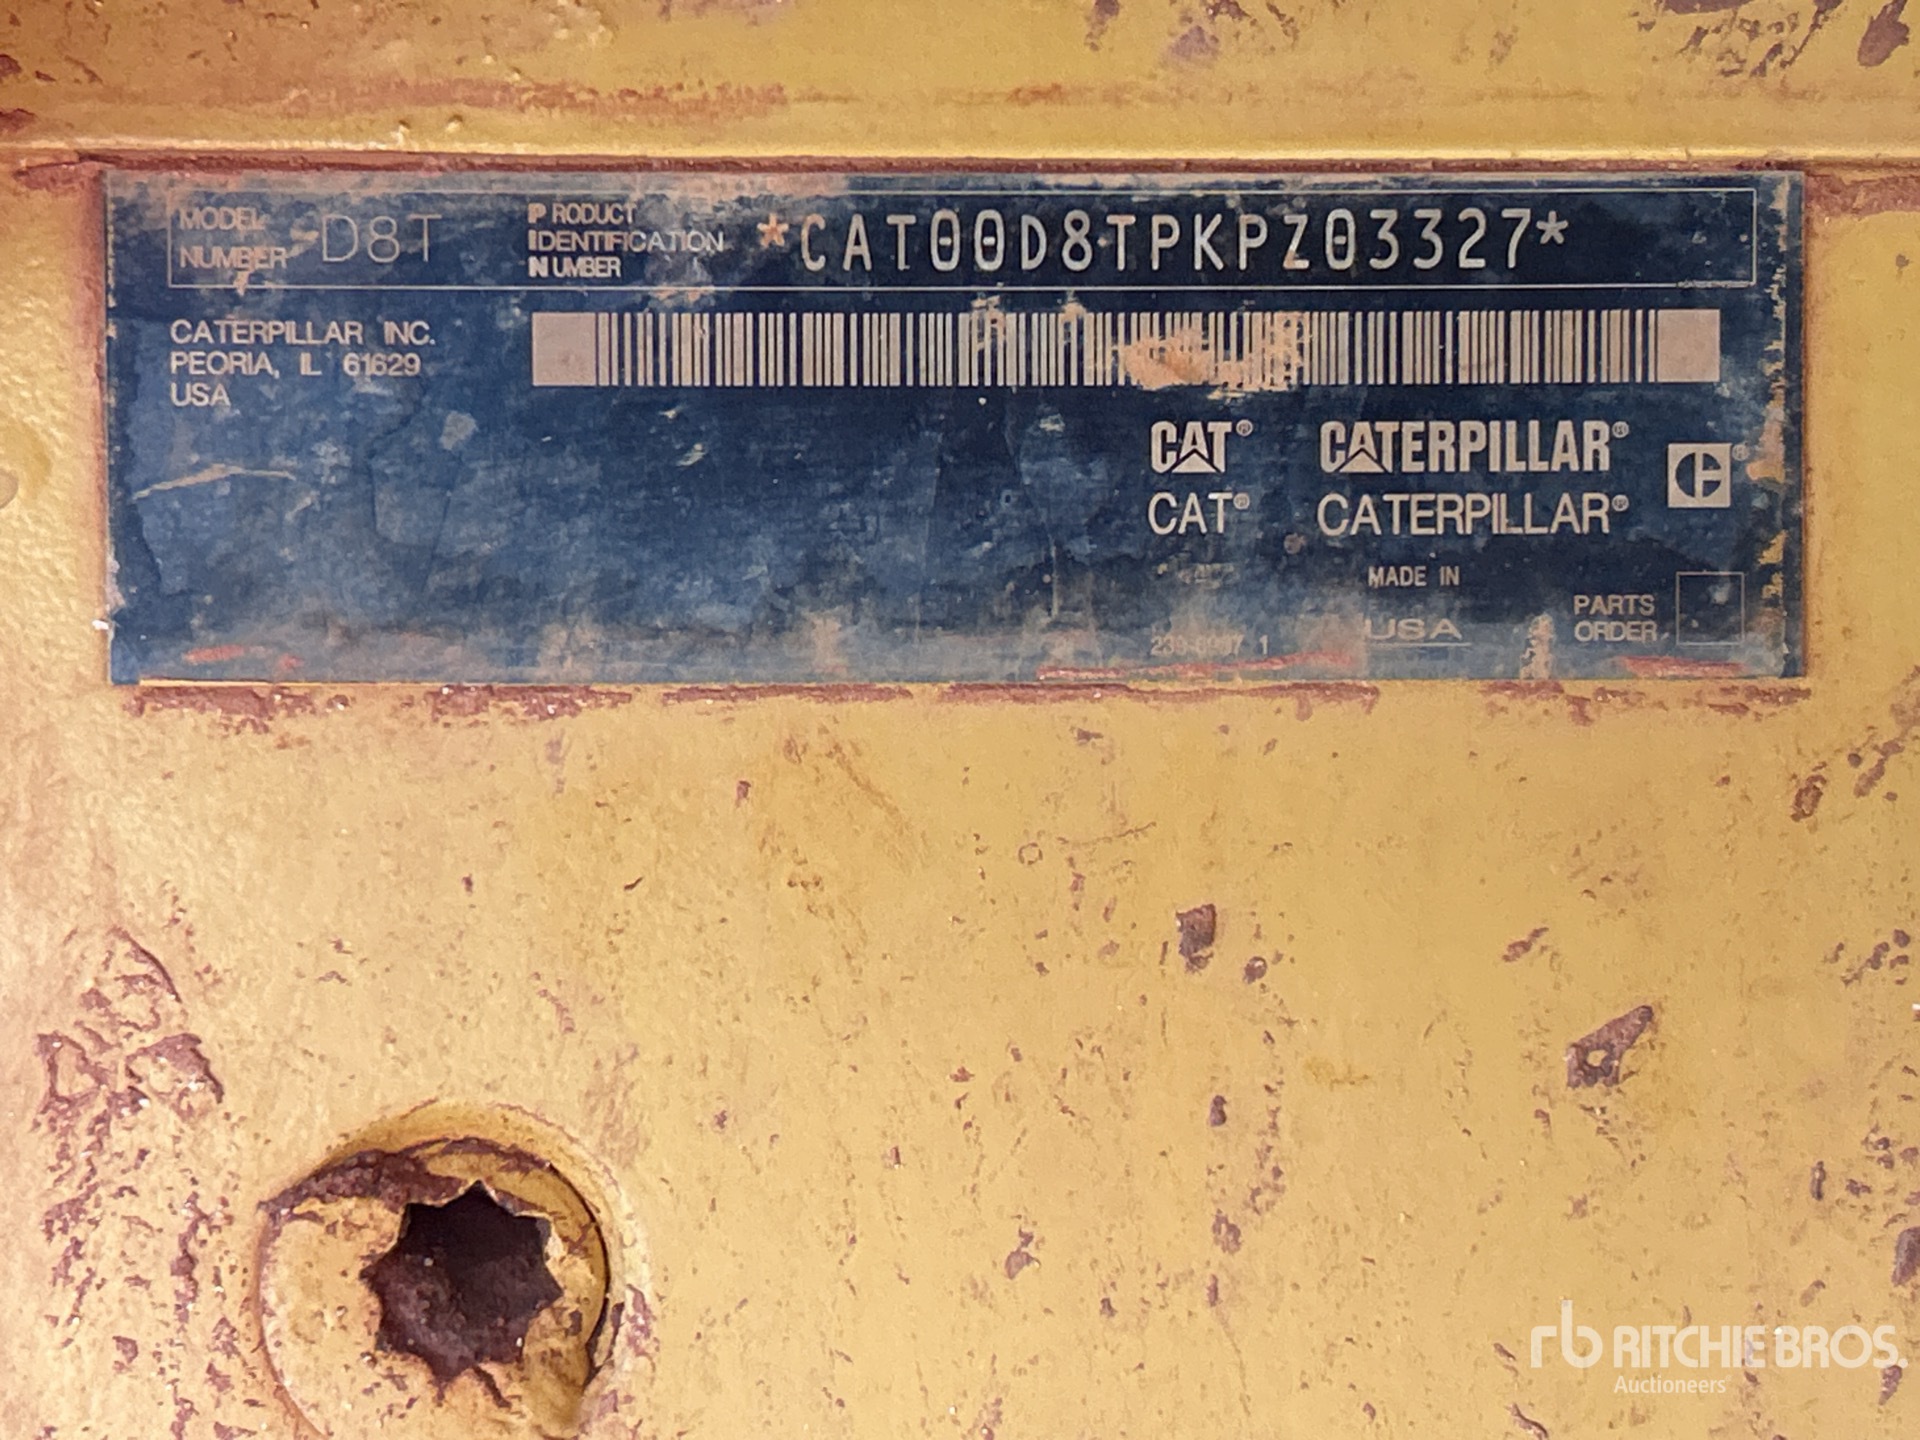 MODEL
NUMBER
D8T
PRODUCT
IDENTIFICATION
NUMBER
*CAT00D8TPKPZ03327*
CATERPILLAR INC.
PEORIA, IL 61629
USA
CAT® CATERPILLAR®
CAT® CATERPILLAR®
MADE IN
USA
PARTS
ORDER
rb RITCHIE BROS.
Auctioneers